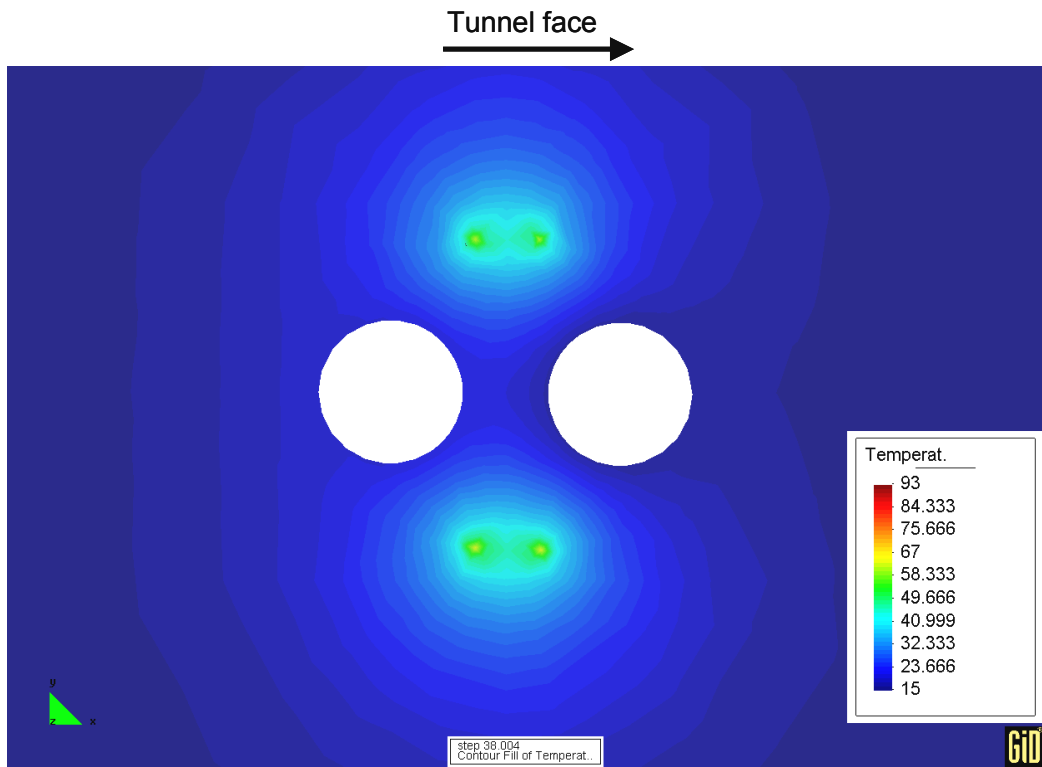 Tunnel face
Temperat.
93
84.333
75.666
67
58.333
49.666
40.999
32.333
23.666
15
y
z
x
step 38.004
Contour Fill of Temperat..
GiD